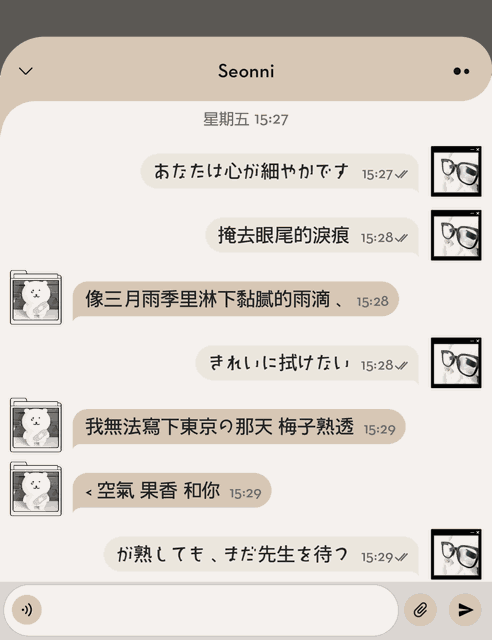 Seonni
星期五 15:27
あなたは心が細やかです 15:27
掩去眼尾的淚痕 15:28
像三月雨季里淋下黏膩的雨滴、 15:28
きれいに拭けたない 15:28
我無法寫下東京の那天 梅子熟透 15:29
< 空氣 果香 和你 15:29
が熟しても、まだ先生を待つ 15:29